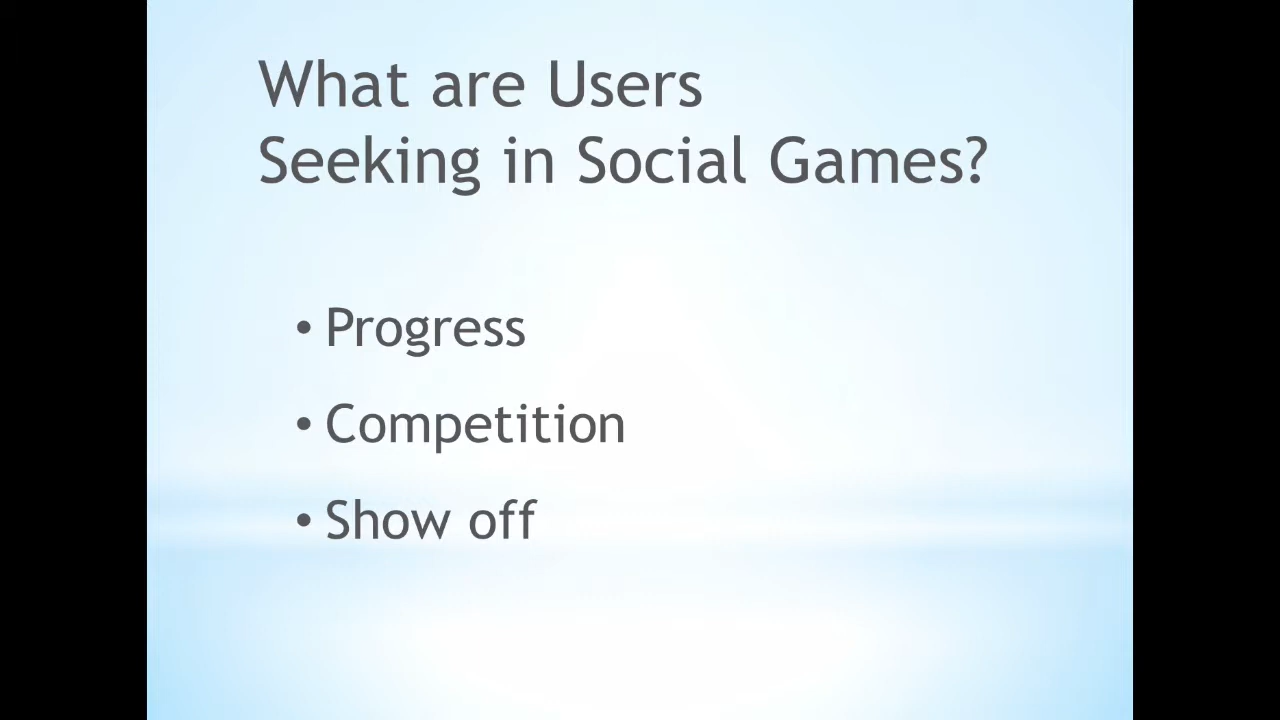 What are Users
Seeking in Social Games?
• Progress
• Competition
• Show off